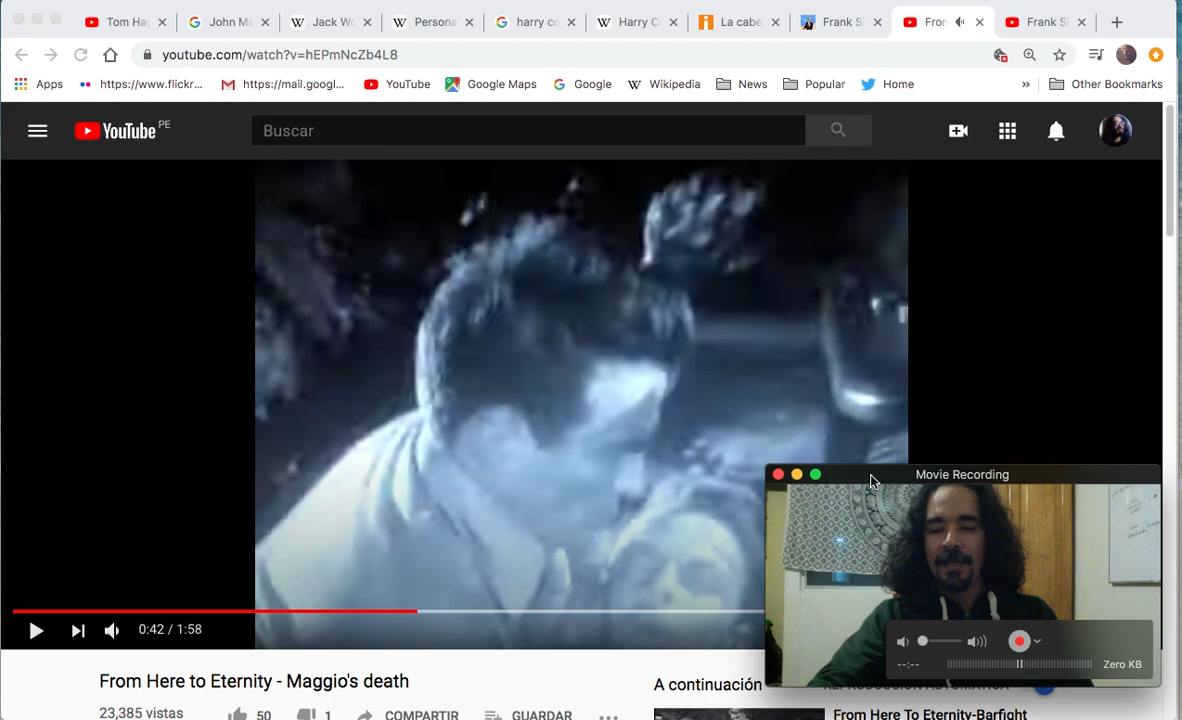 Tom Ha
John M
Jack W
Persona
harry co
Harry C
La cabe
Frank S
Fron
Frank S
youtube.com/watch?v=hEPmNcZb4L8
Apps
https://www.flickr...
https://mail.googl...
YouTube
Google Maps
Google
Wikipedia
News
Popular
Home
»
Other Bookmarks
YouTube PE
Buscar
Movie Recording
0:42 / 1:58
--:--
Zero KB
From Here to Eternity - Maggio's death
A continuación
23,385 vistas
50
1
COMPARTIR
GUARDAR
From Here To Eternity-Barfight